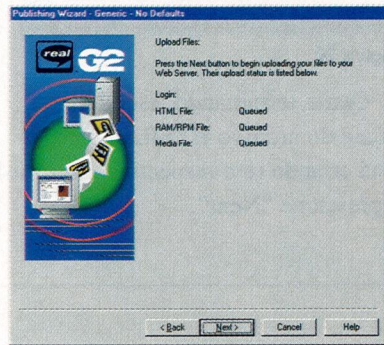 Publishing Wizard - Generic - No Defaults
real G2
Upload Files:
Press the Next button to begin uploading your files to your
Web Server. Their upload status is listed below.
Login:
HTML File: Queued
RAM/RPM File: Queued
Media File: Queued
< Back
Next >
Cancel
Help